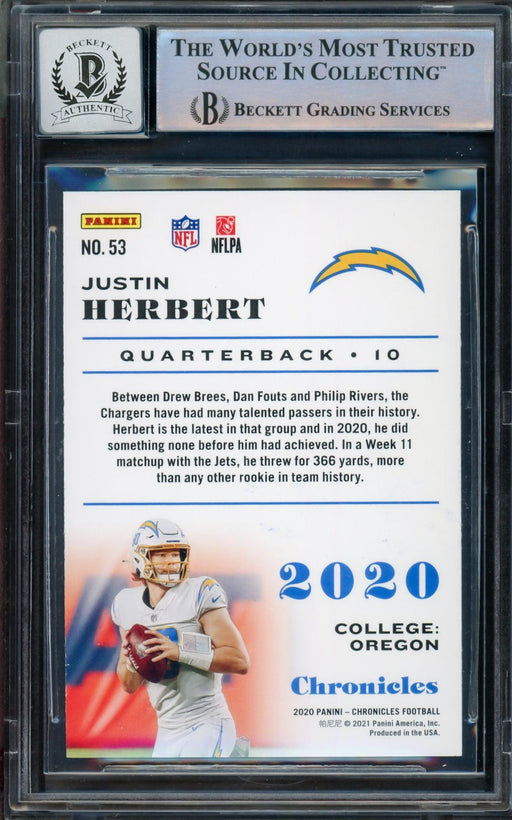 BECKETT
B
AUTHENTIC
THE WORLD'S MOST TRUSTED
SOURCE IN COLLECTING™
B BECKETT GRADING SERVICES
PANINI
NFL
NFLPA
NO. 53
JUSTIN
HERBERT
QUARTERBACK • 10
Between Drew Brees, Dan Fouts and Philip Rivers, the
Chargers have had many talented passers in their history.
Herbert is the latest in that group and in 2020, he did
something none before him had achieved. In a Week 11
matchup with the Jets, he threw for 366 yards, more
than any other rookie in team history.
2020
COLLEGE:
OREGON
Chronicles
2020 PANINI – CHRONICLES FOOTBALL
帕尼尼 © 2021 Panini America, Inc.
Produced in the USA.